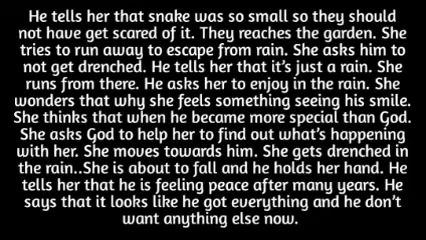 He tells her that snake was so small so they should
not have get scared of it. They reaches the garden. She
tries to run away to escape from rain. She asks him to
not get drenched. He tells her that it's just a rain. She
runs from there. He asks her to enjoy in the rain. She
wonders that why she feels something seeing his smile.
She thinks that when he became more special than God.
She asks God to help her to find out what's happening
with her. She moves towards him. She gets drenched in
the rain..She is about to fall and he holds her hand. He
tells her that he is feeling peace after many years. He
says that it looks like he got everything and he don't
want anything else now.